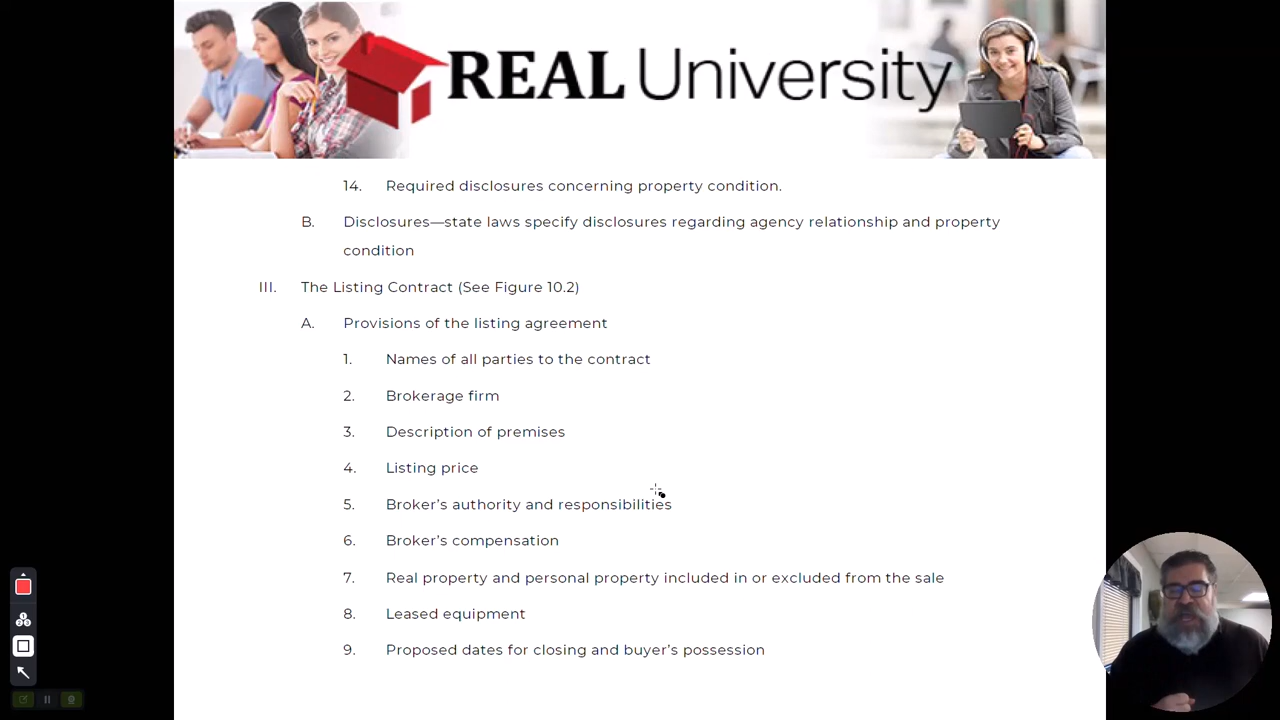 REAL University
14. Required disclosures concerning property condition.
B. Disclosures—state laws specify disclosures regarding agency relationship and property
condition
III. The Listing Contract (See Figure 10.2)
A. Provisions of the listing agreement
1. Names of all parties to the contract
2. Brokerage firm
3. Description of premises
4. Listing price
5. Broker’s authority and responsibilities
6. Broker’s compensation
7. Real property and personal property included in or excluded from the sale
8. Leased equipment
9. Proposed dates for closing and buyer’s possession